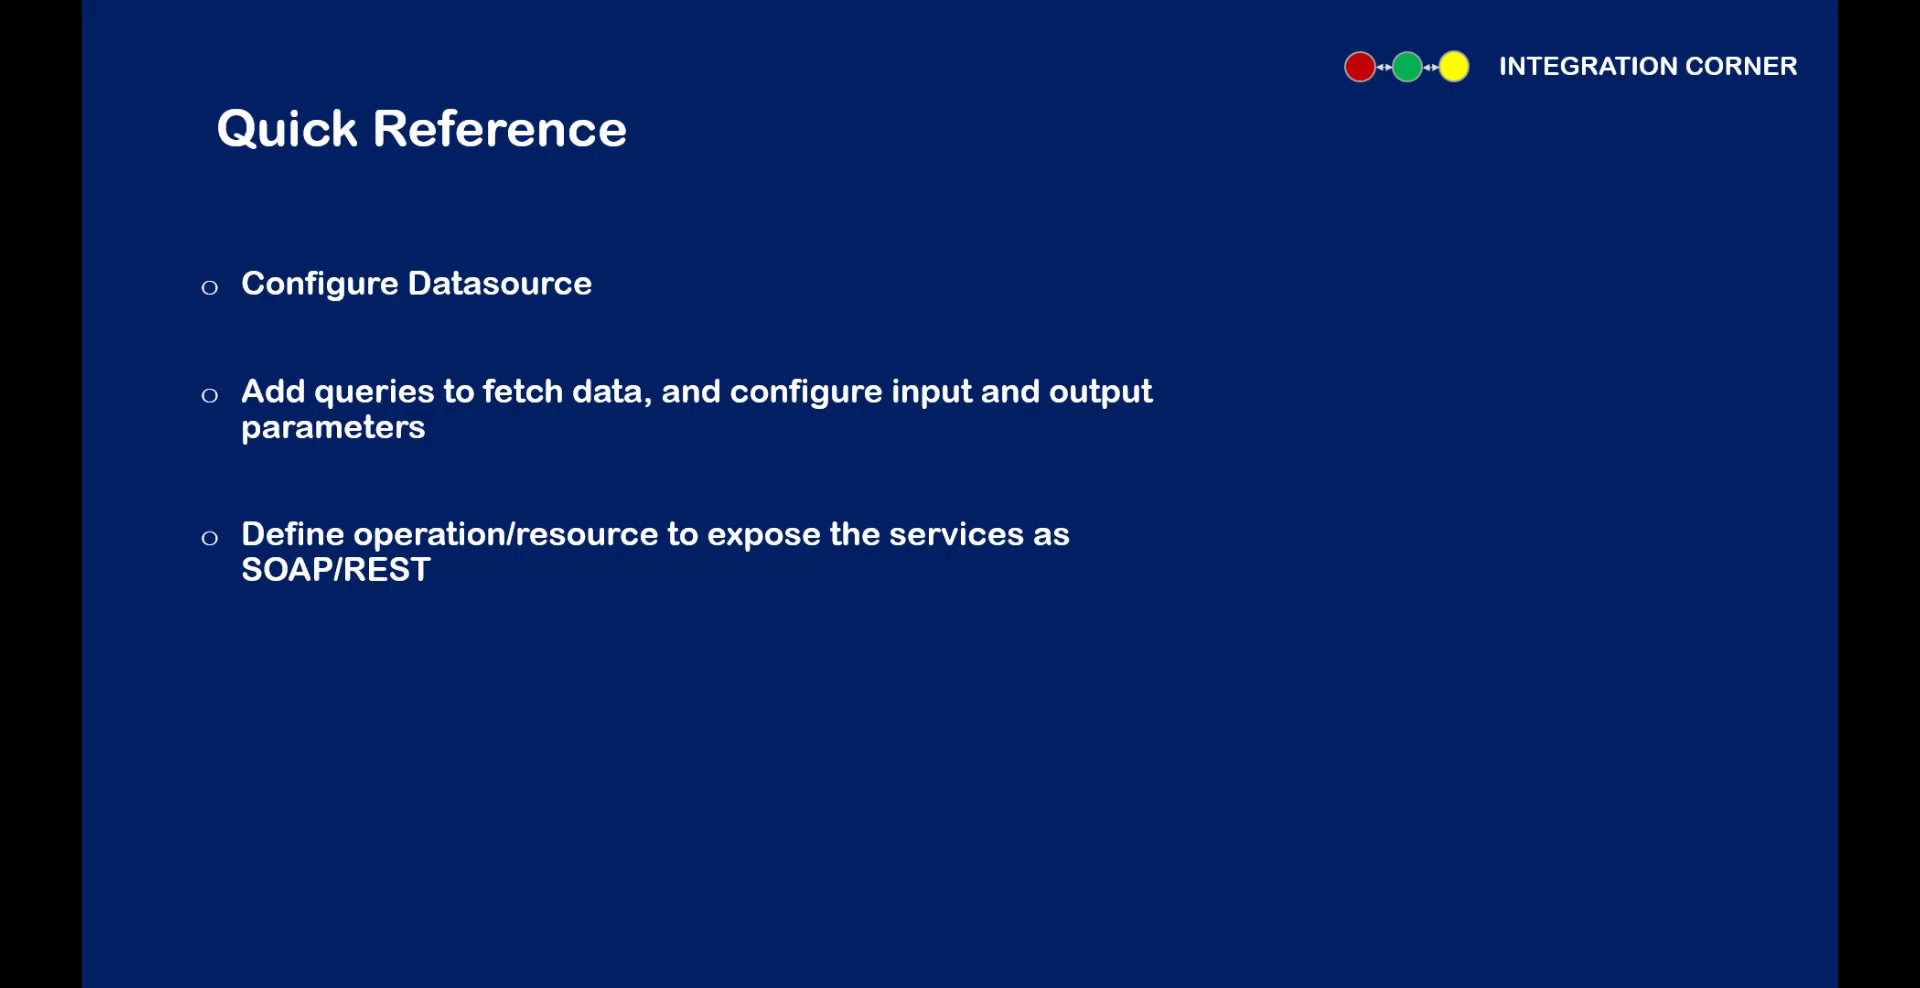 INTEGRATION CORNER
Quick Reference
o Configure Datasource
o Add queries to fetch data, and configure input and output
parameters
o Define operation/resource to expose the services as
SOAP/REST